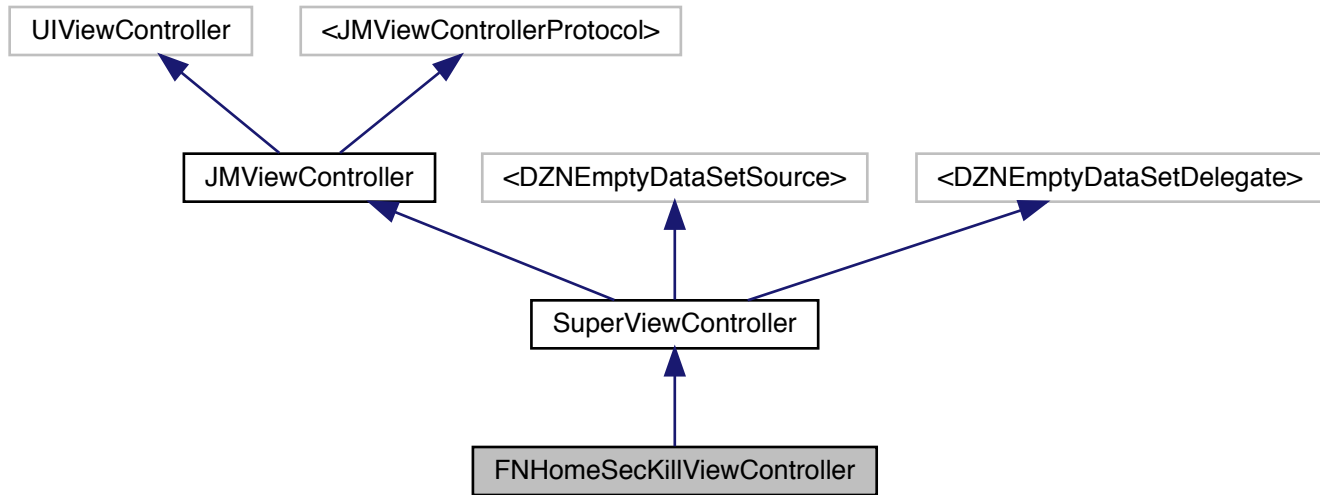 UIViewController
<JMViewControllerProtocol>
JMViewController
<DZNEmptyDataSetSource>
<DZNEmptyDataSetDelegate>
SuperViewController
FNHomeSecKillViewController